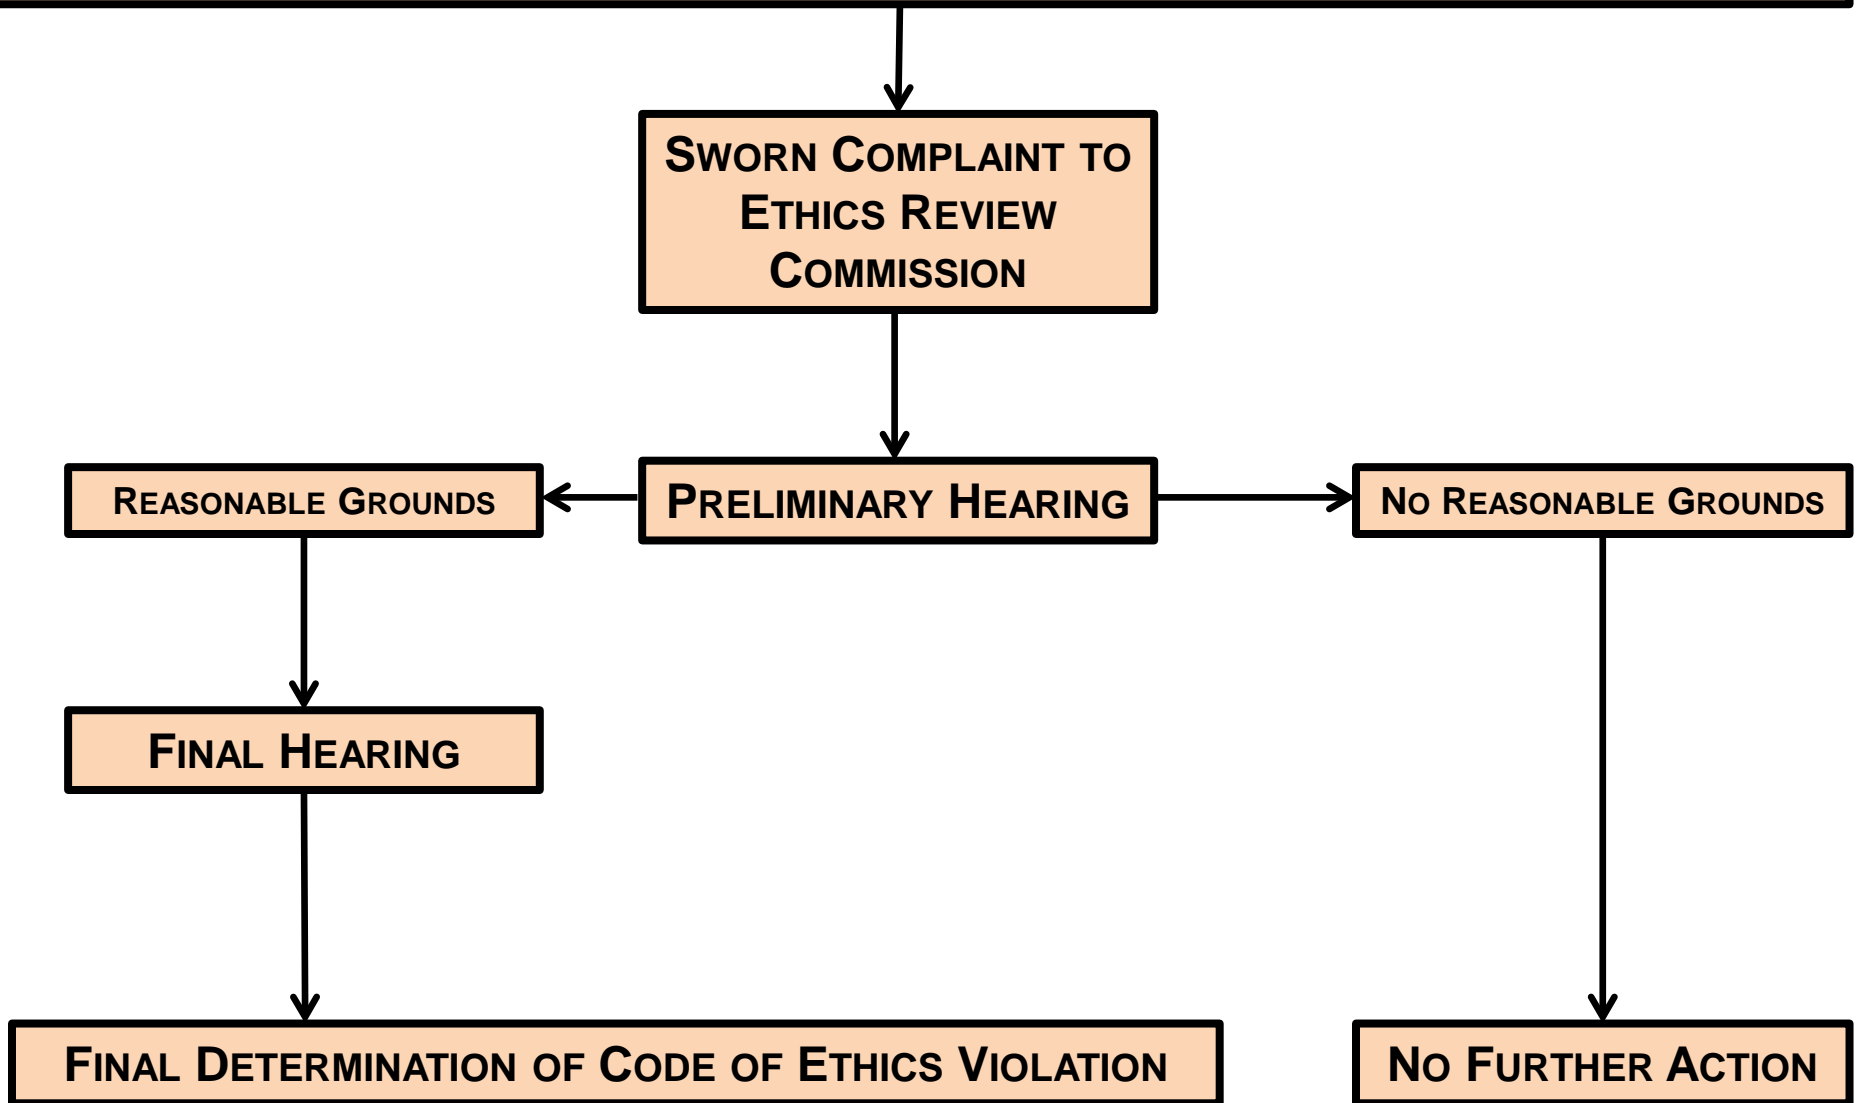 SWORN COMPLAINT TO
ETHICS REVIEW
COMMISSION
REASONABLE GROUNDS
PRELIMINARY HEARING
NO REASONABLE GROUNDS
FINAL HEARING
FINAL DETERMINATION OF CODE OF ETHICS VIOLATION
NO FURTHER ACTION